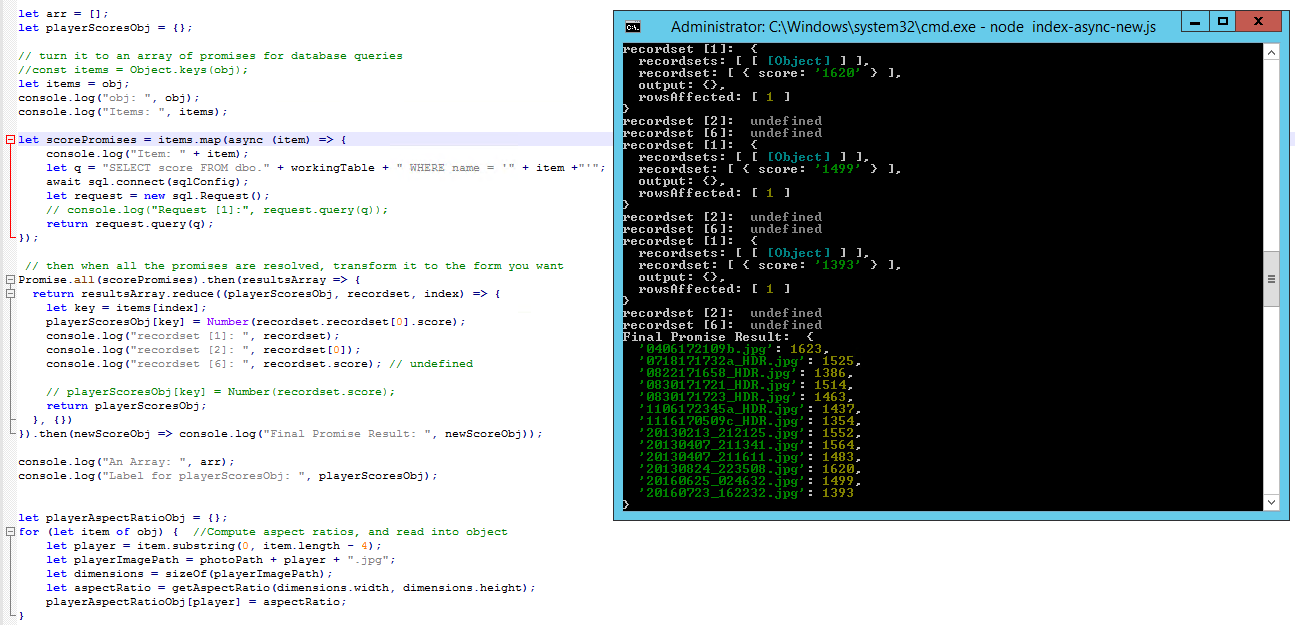 let arr = [];
let playerScoresObj = {};
// turn it to an array of promises for database queries
//const items = Object.keys(obj);
let items = obj;
console.log("obj: ", obj);
console.log("Items: ", items);
let scorePromises = items.map(async (item) => {
console.log("Item: " + item);
let q = "SELECT score FROM dbo." + workingTable + " WHERE name = '" + item +"'";
await sql.connect(sqlConfig);
let request = new sql.Request();
// console.log("Request [1]:", request.query(q));
return request.query(q);
});
// then when all the promises are resolved, transform it to the form you want
Promise.all(scorePromises).then(resultsArray => {
return resultsArray.reduce((playerScoresObj, recordset, index) => {
let key = items[index];
playerScoresObj[key] = Number(recordset.recordset[0].score);
console.log("recordset [1]: ", recordset);
console.log("recordset [2]: ", recordset[0]);
console.log("recordset [6]: ", recordset.score); // undefined
// playerScoresObj[key] = Number(recordset.score);
return playerScoresObj;
}, {})
}).then(newScoreObj => console.log("Final Promise Result: ", newScoreObj));
console.log("An Array: ", arr);
console.log("Label for playerScoresObj: ", playerScoresObj);
let playerAspectRatioObj = {};
for (let item of obj) { //Compute aspect ratios, and read into object
let player = item.substring(0, item.length - 4);
let playerImagePath = photoPath + player + ".jpg";
let dimensions = sizeOf(playerImagePath);
let aspectRatio = getAspectRatio(dimensions.width, dimensions.height);
playerAspectRatioObj[player] = aspectRatio;
}
Administrator: C:\Windows\system32\cmd.exe - node index-async-new.js
recordset [1]: {
recordsets: [ [ [Object] ] ],
recordset: [ { score: '1620' } ],
output: {},
rowsAffected: [ 1 ]
}
recordset [2]: undefined
recordset [6]: undefined
recordset [1]: {
recordsets: [ [ [Object] ] ],
recordset: [ { score: '1499' } ],
output: {},
rowsAffected: [ 1 ]
}
recordset [2]: undefined
recordset [6]: undefined
recordset [1]: {
recordsets: [ [ [Object] ] ],
recordset: [ { score: '1393' } ],
output: {},
rowsAffected: [ 1 ]
}
recordset [2]: undefined
recordset [6]: undefined
Final Promise Result: {
'0406172109b.jpg': 1623,
'0718171732a_HDR.jpg': 1525,
'0822171658_HDR.jpg': 1386,
'0830171721_HDR.jpg': 1514,
'0830171723_HDR.jpg': 1463,
'1106172345a_HDR.jpg': 1437,
'1116170509c_HDR.jpg': 1354,
'20130213_212125.jpg': 1552,
'20130407_211341.jpg': 1564,
'20130407_211611.jpg': 1483,
'20130824_223508.jpg': 1620,
'20160625_024632.jpg': 1499,
'20160723_162232.jpg': 1393
}